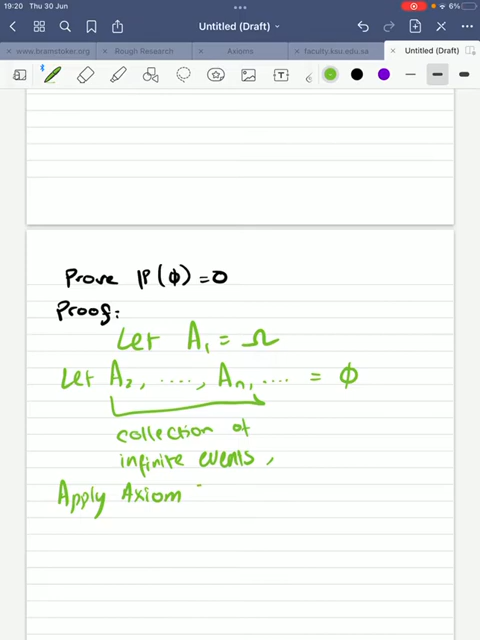 19:20 Thu 30 Jun
6%
Untitled (Draft)
www.bramstoker.org
Rough Research
Axioms
faculty.ksu.edu.sa
Untitled (Draft)
Prove ℙ(ϕ) = 0
Proof:
Let A₁ = Ω
Let A₂, ....., Aₙ, .... = ϕ
collection of
infinite events,
Apply Axiom